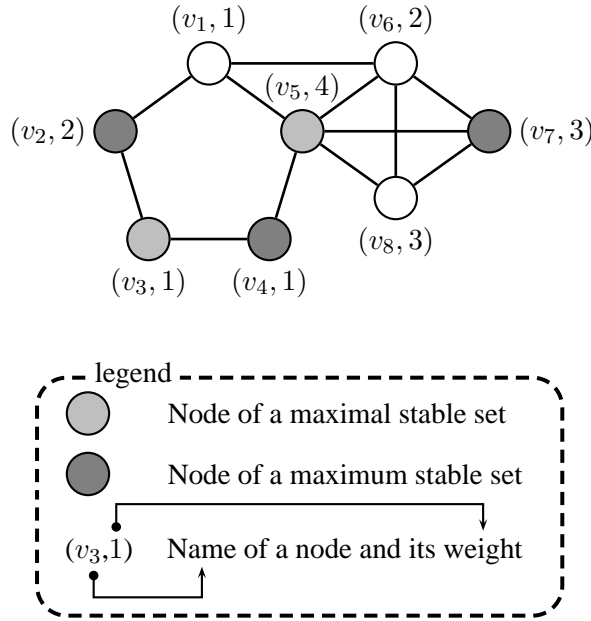 (v₁, 1)
(v₆, 2)
(v₅, 4)
(v₂, 2)
(v₇, 3)
(v₈, 3)
(v₃, 1)
(v₄, 1)
legend
Node of a maximal stable set
Node of a maximum stable set
(v₃,1) Name of a node and its weight